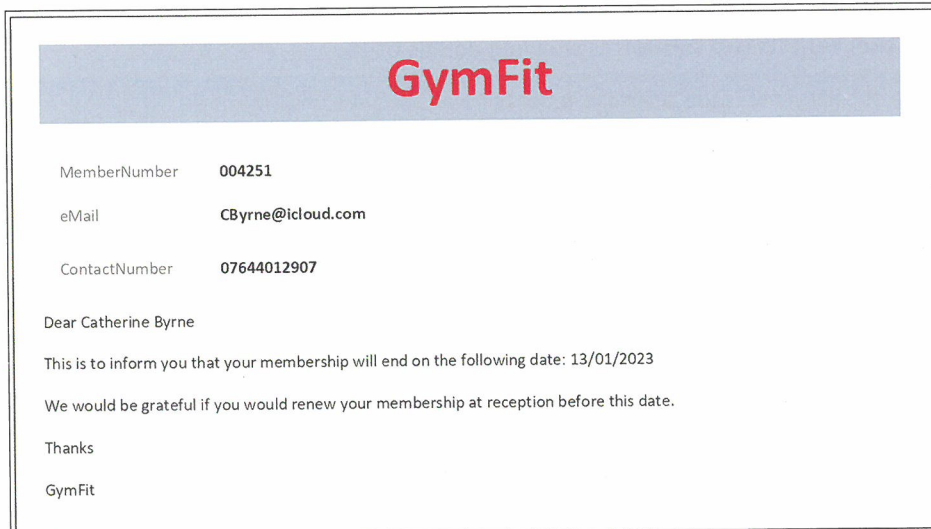 GymFit
MemberNumber 004251
eMail CByrne@icloud.com
ContactNumber 07644012907
Dear Catherine Byrne
This is to inform you that your membership will end on the following date: 13/01/2023
We would be grateful if you would renew your membership at reception before this date.
Thanks
GymFit